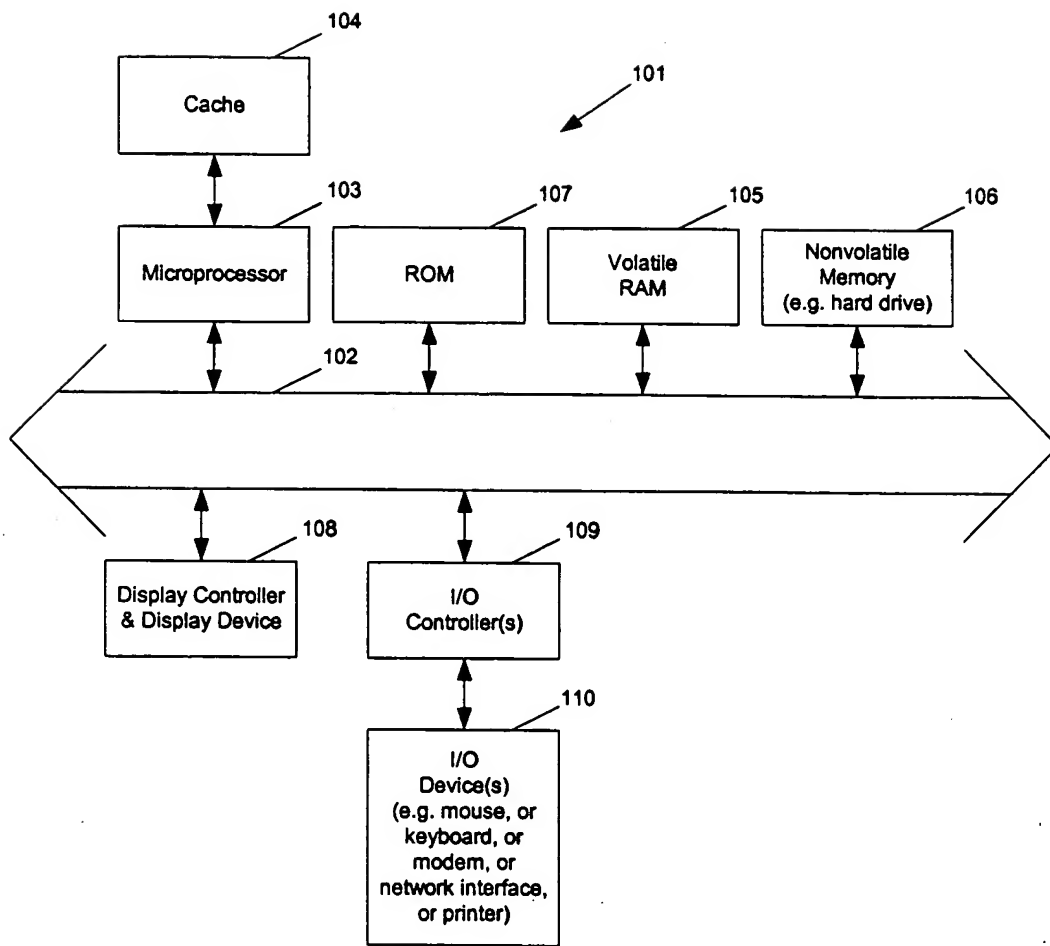 104
Cache
101
103
107
105
106
Microprocessor
ROM
Volatile
RAM
Nonvolatile
Memory
(e.g. hard drive)
102
108
109
Display Controller
& Display Device
I/O
Controller(s)
110
I/O
Device(s)
(e.g. mouse, or
keyboard, or
modem, or
network interface,
or printer)